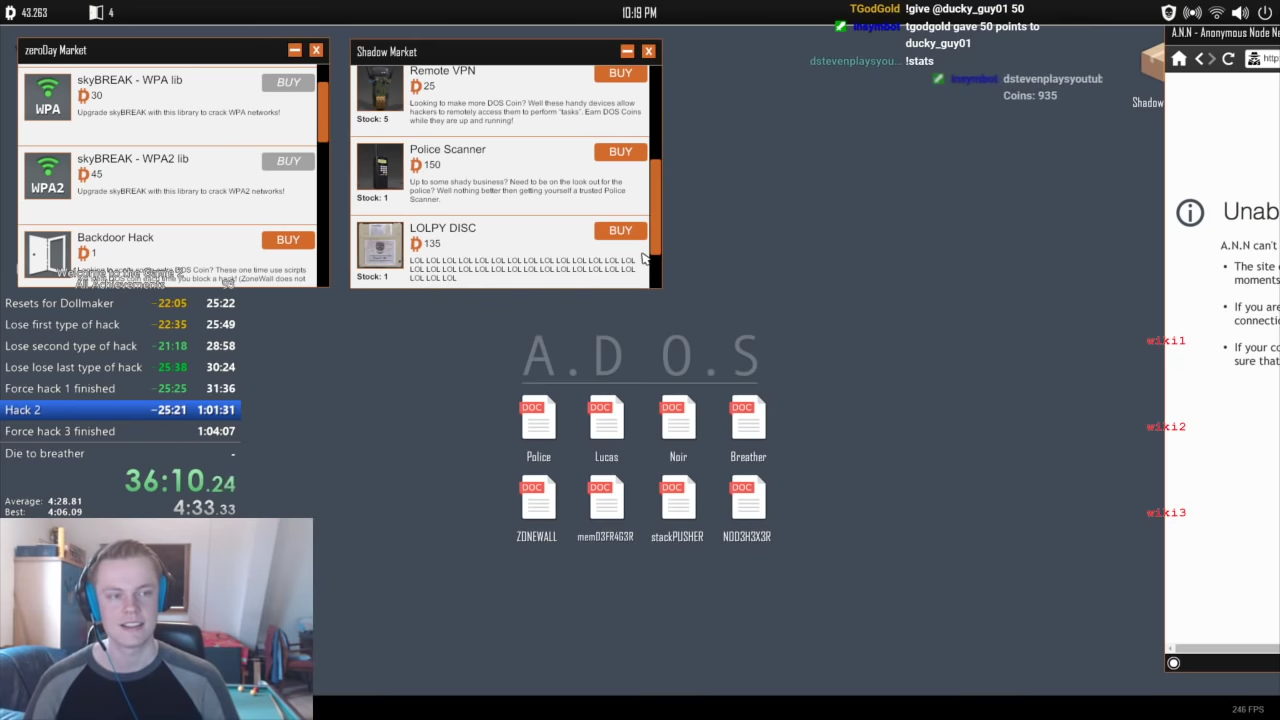 43.263
4
10:19 PM
TGodGold !give @ducky_guy01 50
tgodgold gave 50 points to
ducky_guy01
dstevenplaysyou... !stats
dstevenplaysyoutub
Coins: 935
zeroDay Market
skyBREAK - WPA lib
30
BUY
WPA
Upgrade skyBREAK with this library to crack WPA networks!
skyBREAK - WPA2 lib
45
BUY
WPA2
Upgrade skyBREAK with this library to crack WPA2 networks!
Backdoor Hack
1
BUY
Shadow Market
Remote VPN
25
BUY
Looking to make more DOS Coin? Well these handy devices allow
hackers to remotely access them to perform "tasks". Earn DOS Coins
while they are up and running!
Stock: 5
Police Scanner
150
BUY
Up to some shady business? Need to be on the look out for the
police? Well nothing better then getting yourself a trusted Police
Scanner.
Stock: 1
LOLPY DISC
135
BUY
LOL LOL LOL LOL LOL LOL LOL LOL LOL LOL LOL LOL LOL LOL LOL
LOL LOL LOL LOL LOL LOL LOL LOL LOL LOL LOL LOL LOL LOL LOL
LOL LOL LOL
Stock: 1
A.N.N - Anonymous Node Ne
http
Shadow
Unab
A.N.N can't
The site c
moments
If you are
connectio
If your co
sure that
wiki1
wiki2
wiki3
All Achievements
Resets for Dollmaker -22:05 25:22
Lose first type of hack -22:35 25:49
Lose second type of hack -21:18 28:58
Lose lose last type of hack -25:38 30:24
Force hack 1 finished -25:25 31:36
Hack 2 -25:21 1:01:31
Force hack 3 finished 1:04:07
Die to breather -
36:10.24
Average: 4:28.81
Best: 4:06.09
4:33.33
A.D O.S
DOC DOC DOC DOC
Police Lucas Noir Breather
DOC DOC DOC DOC
ZONEWALL memD3FR4G3R stackPUSHER NOD3H3X3R
246 FPS